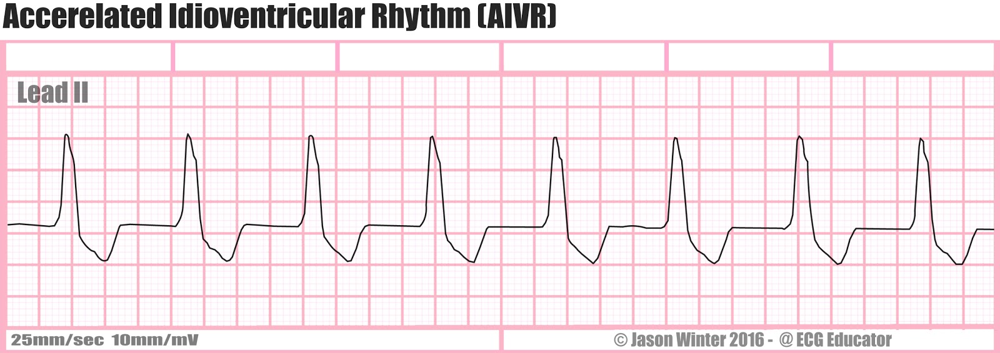 Accerelated Idioventricular Rhythm (AIVR)
Lead II
25mm/sec 10mm/mV
© Jason Winter 2016 - @ ECG Educator